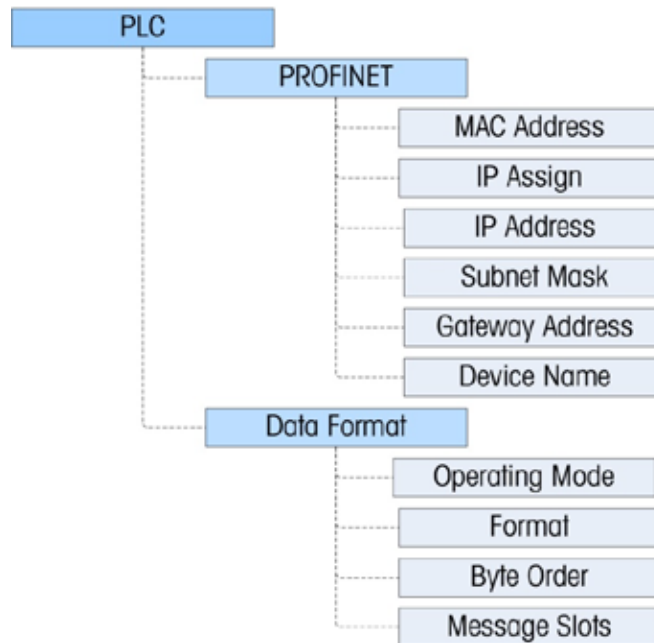 PLC
PROFINET
MAC Address
IP Assign
IP Address
Subnet Mask
Gateway Address
Device Name
Data Format
Operating Mode
Format
Byte Order
Message Slots